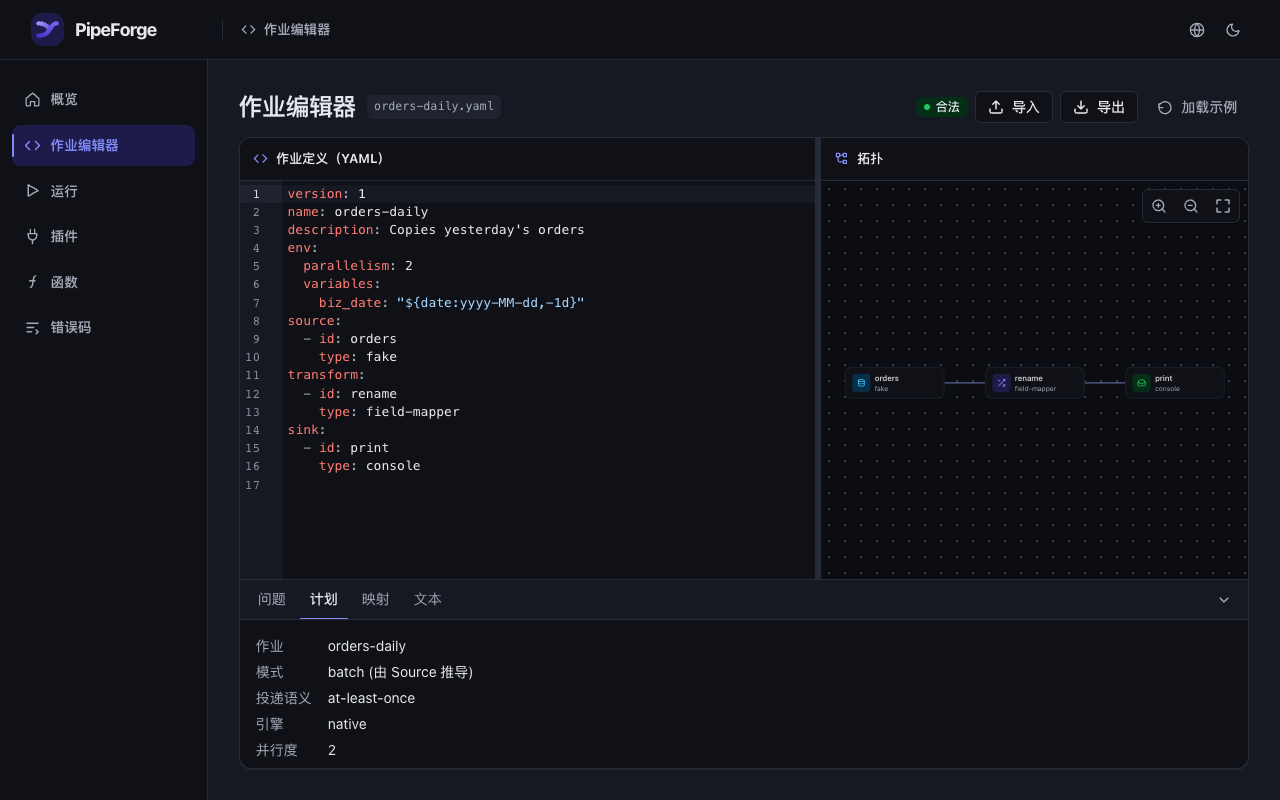 PipeForge
作业编辑器
概览
作业编辑器
运行
插件
函数
错误码
作业编辑器
orders-daily.yaml
合法
导入
导出
加载示例
作业定义（YAML）
1 version: 1
2 name: orders-daily
3 description: Copies yesterday's orders
4 env:
5   parallelism: 2
6   variables:
7     biz_date: "${date:yyyy-MM-dd,-1d}"
8 source:
9   - id: orders
10     type: fake
11 transform:
12   - id: rename
13     type: field-mapper
14 sink:
15   - id: print
16     type: console
17
拓扑
orders
fake
rename
field-mapper
print
console
问题 计划 映射 文本
作业 orders-daily
模式 batch (由 Source 推导)
投递语义 at-least-once
引擎 native
并行度 2